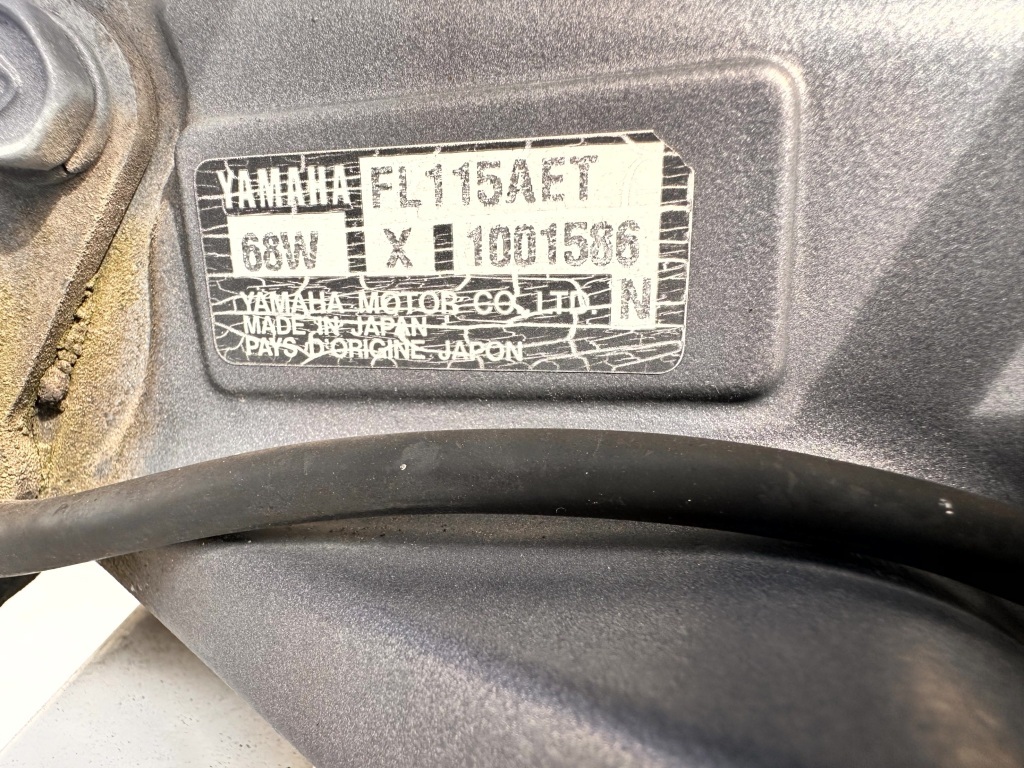 YAMAHA FL115AET
68W X 1001586
N
YAMAHA MOTOR CO., LTD.
MADE IN JAPAN
PAYS D'ORIGINE JAPON